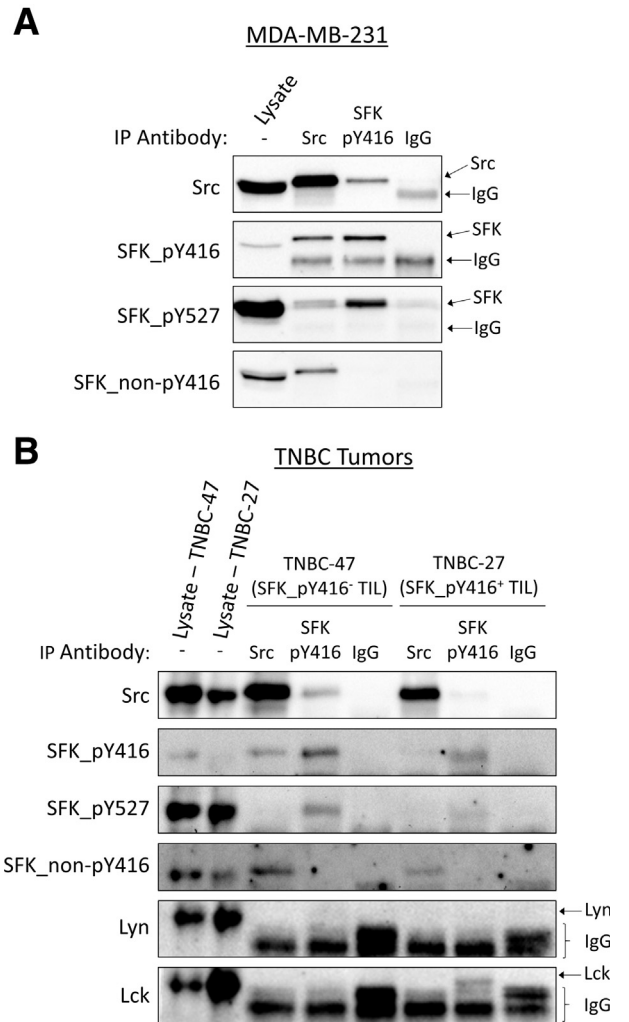 A
MDA-MB-231
Lysate
SFK
IP Antibody: - Src pY416 IgG
Src
Src
IgG
SFK_pY416
SFK
IgG
SFK_pY527
SFK
IgG
SFK_non-pY416
B
TNBC Tumors
Lysate – TNBC-47
Lysate – TNBC-27
TNBC-47 TNBC-27
(SFK_pY416⁻ TIL) (SFK_pY416⁺ TIL)
SFK SFK
IP Antibody: - - Src pY416 IgG Src pY416 IgG
Src
SFK_pY416
SFK_pY527
SFK_non-pY416
Lyn
Lyn
IgG
Lck
Lck
IgG